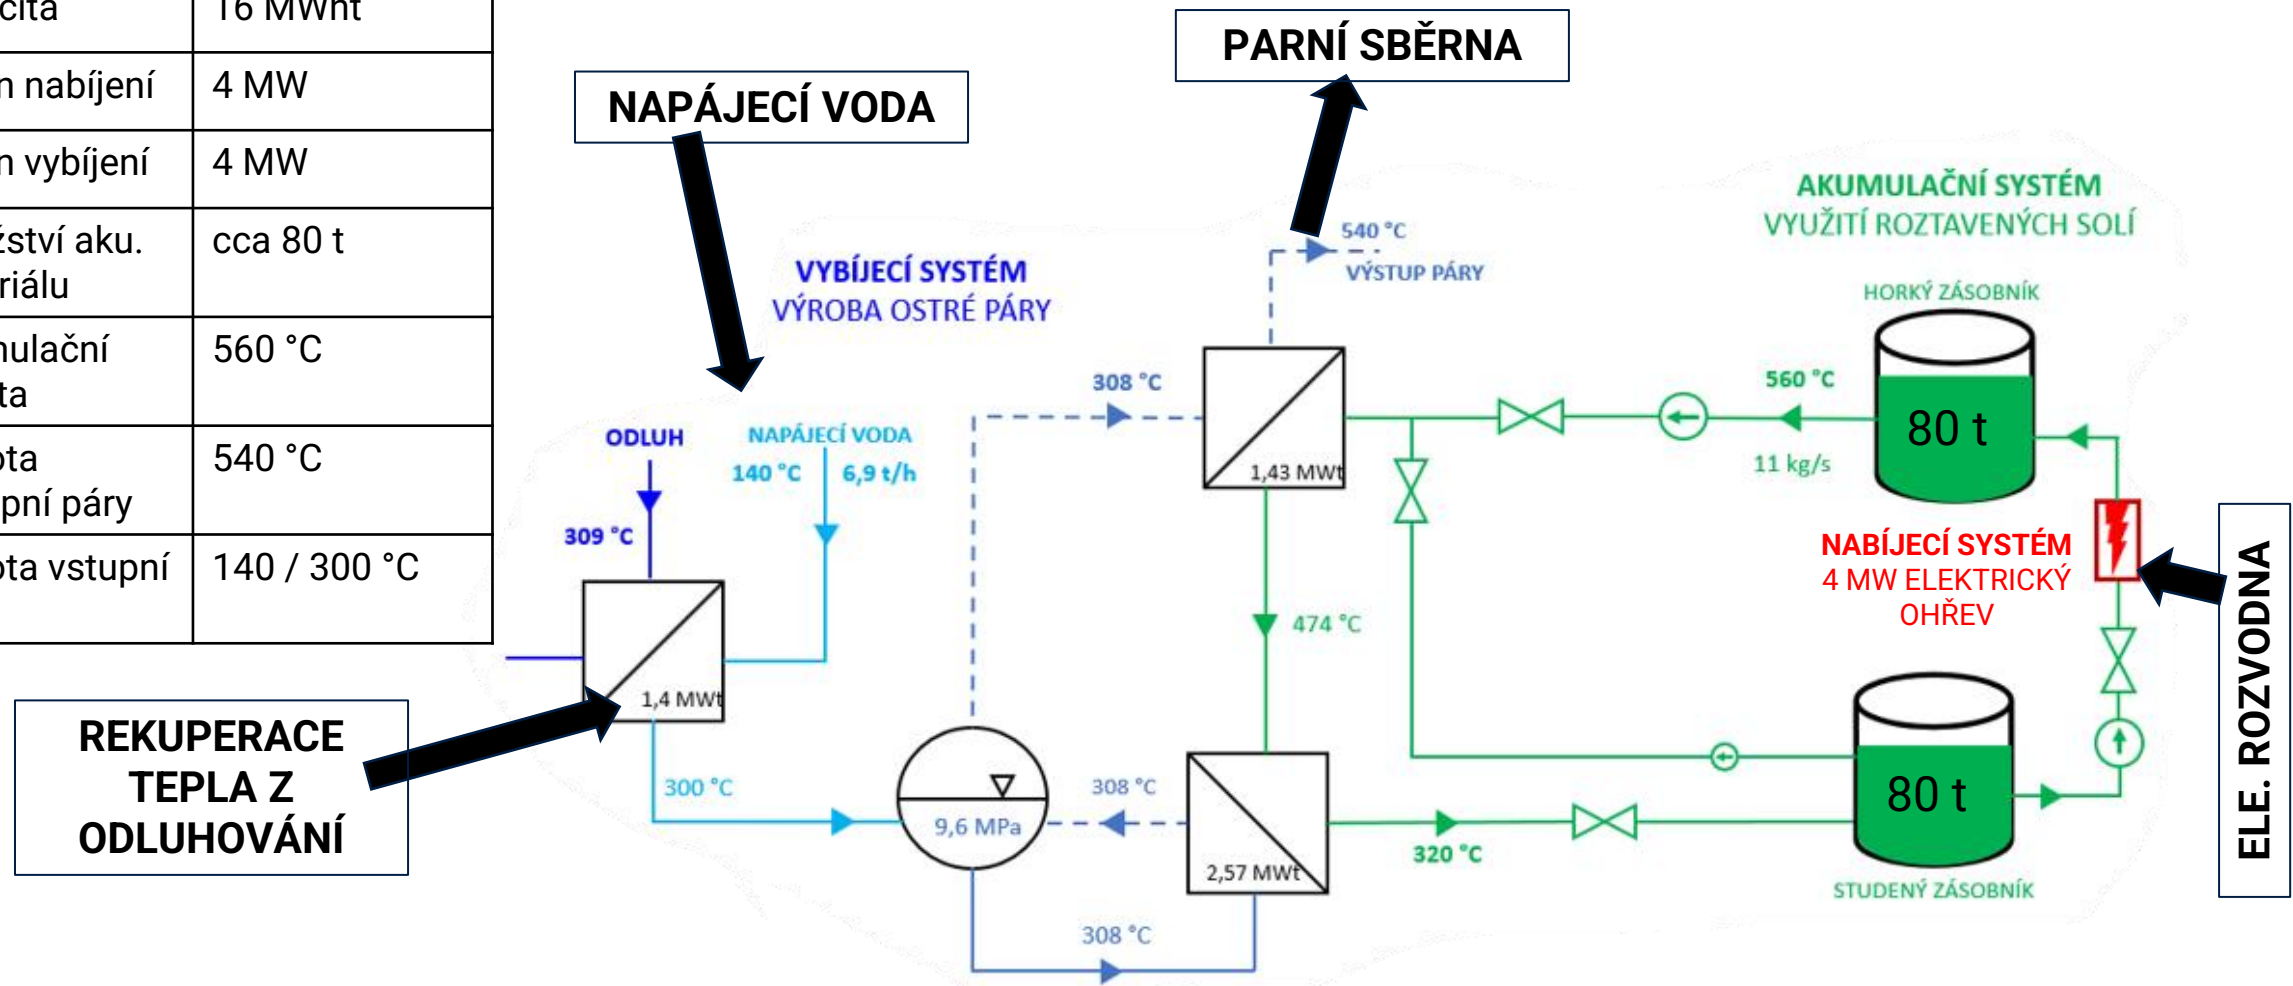 16 MWht
n nabíjení
4 MW
n vybíjení
4 MW
ství aku.
riálu
cca 80 t
nulační
ta
560 °C
ota
pní páry
540 °C
ota vstupní
140 / 300 °C
NAPÁJECÍ VODA
PARNÍ SBĚRNA
VYBÍJECÍ SYSTÉM
VÝROBA OSTRÉ PÁRY
540 °C
VÝSTUP PÁRY
AKUMULAČNÍ SYSTÉM
VYUŽITÍ ROZTAVENÝCH SOLÍ
HORKÝ ZÁSOBNÍK
80 t
560 °C
11 kg/s
308 °C
1,43 MWt
ODLUH
309 °C
NAPÁJECÍ VODA
140 °C 6,9 t/h
1,4 MWt
REKUPERACE
TEPLA Z
ODLUHOVÁNÍ
300 °C
9,6 MPa
308 °C
308 °C
474 °C
2,57 MWt
320 °C
NABÍJECÍ SYSTÉM
4 MW ELEKTRICKÝ
OHŘEV
80 t
STUDENÝ ZÁSOBNÍK
ELE. ROZVODNA